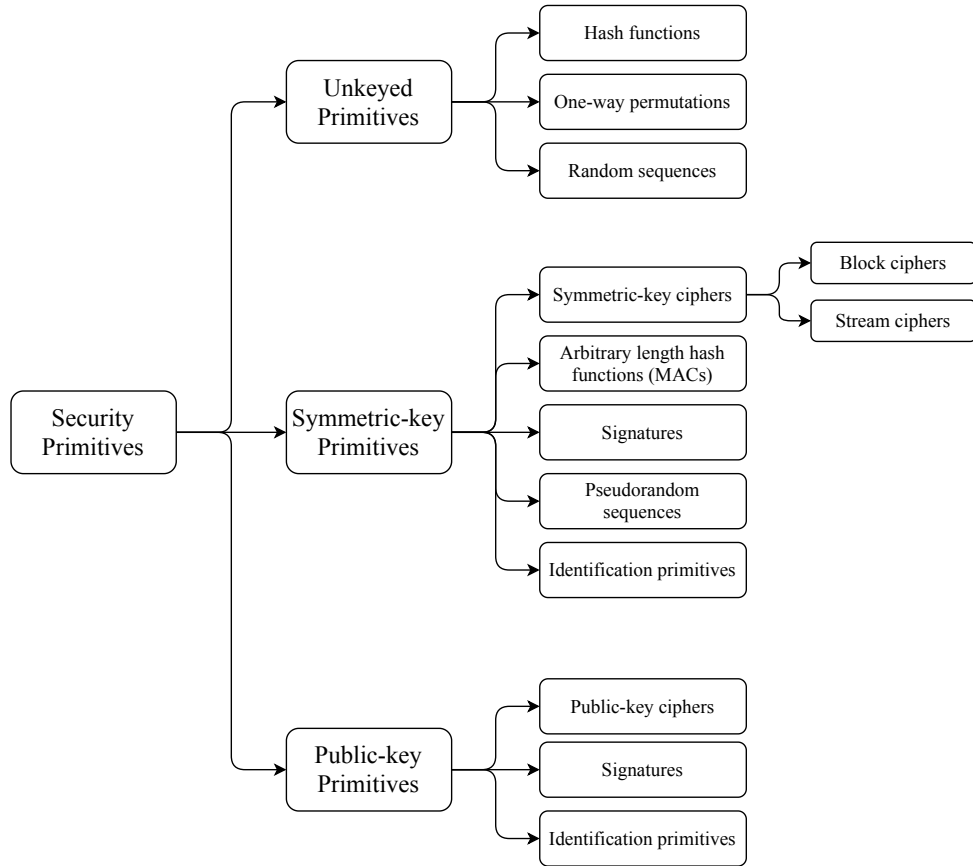 Security
Primitives
Unkeyed
Primitives
Hash functions
One-way permutations
Random sequences
Symmetric-key
Primitives
Symmetric-key ciphers
Block ciphers
Stream ciphers
Arbitrary length hash
functions (MACs)
Signatures
Pseudorandom
sequences
Identification primitives
Public-key
Primitives
Public-key ciphers
Signatures
Identification primitives